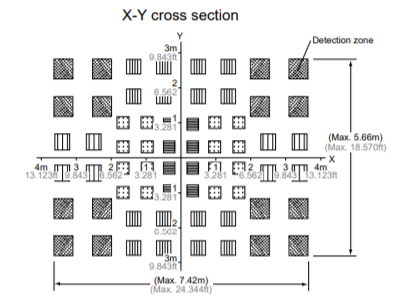 X-Y cross section
Y
Detection zone
3m
9.843ft
2
6.562
1
3.281
(Max. 5.66m)
(Max. 18.570ft)
4m 3 2 1 1 2 3 4m X
13.123ft 9.843 6.562 3.281 3.281 6.562 9.843 13.123ft
1
3.281
2
6.562
3m
9.843ft
(Max. 7.42m)
(Max. 24.344ft)